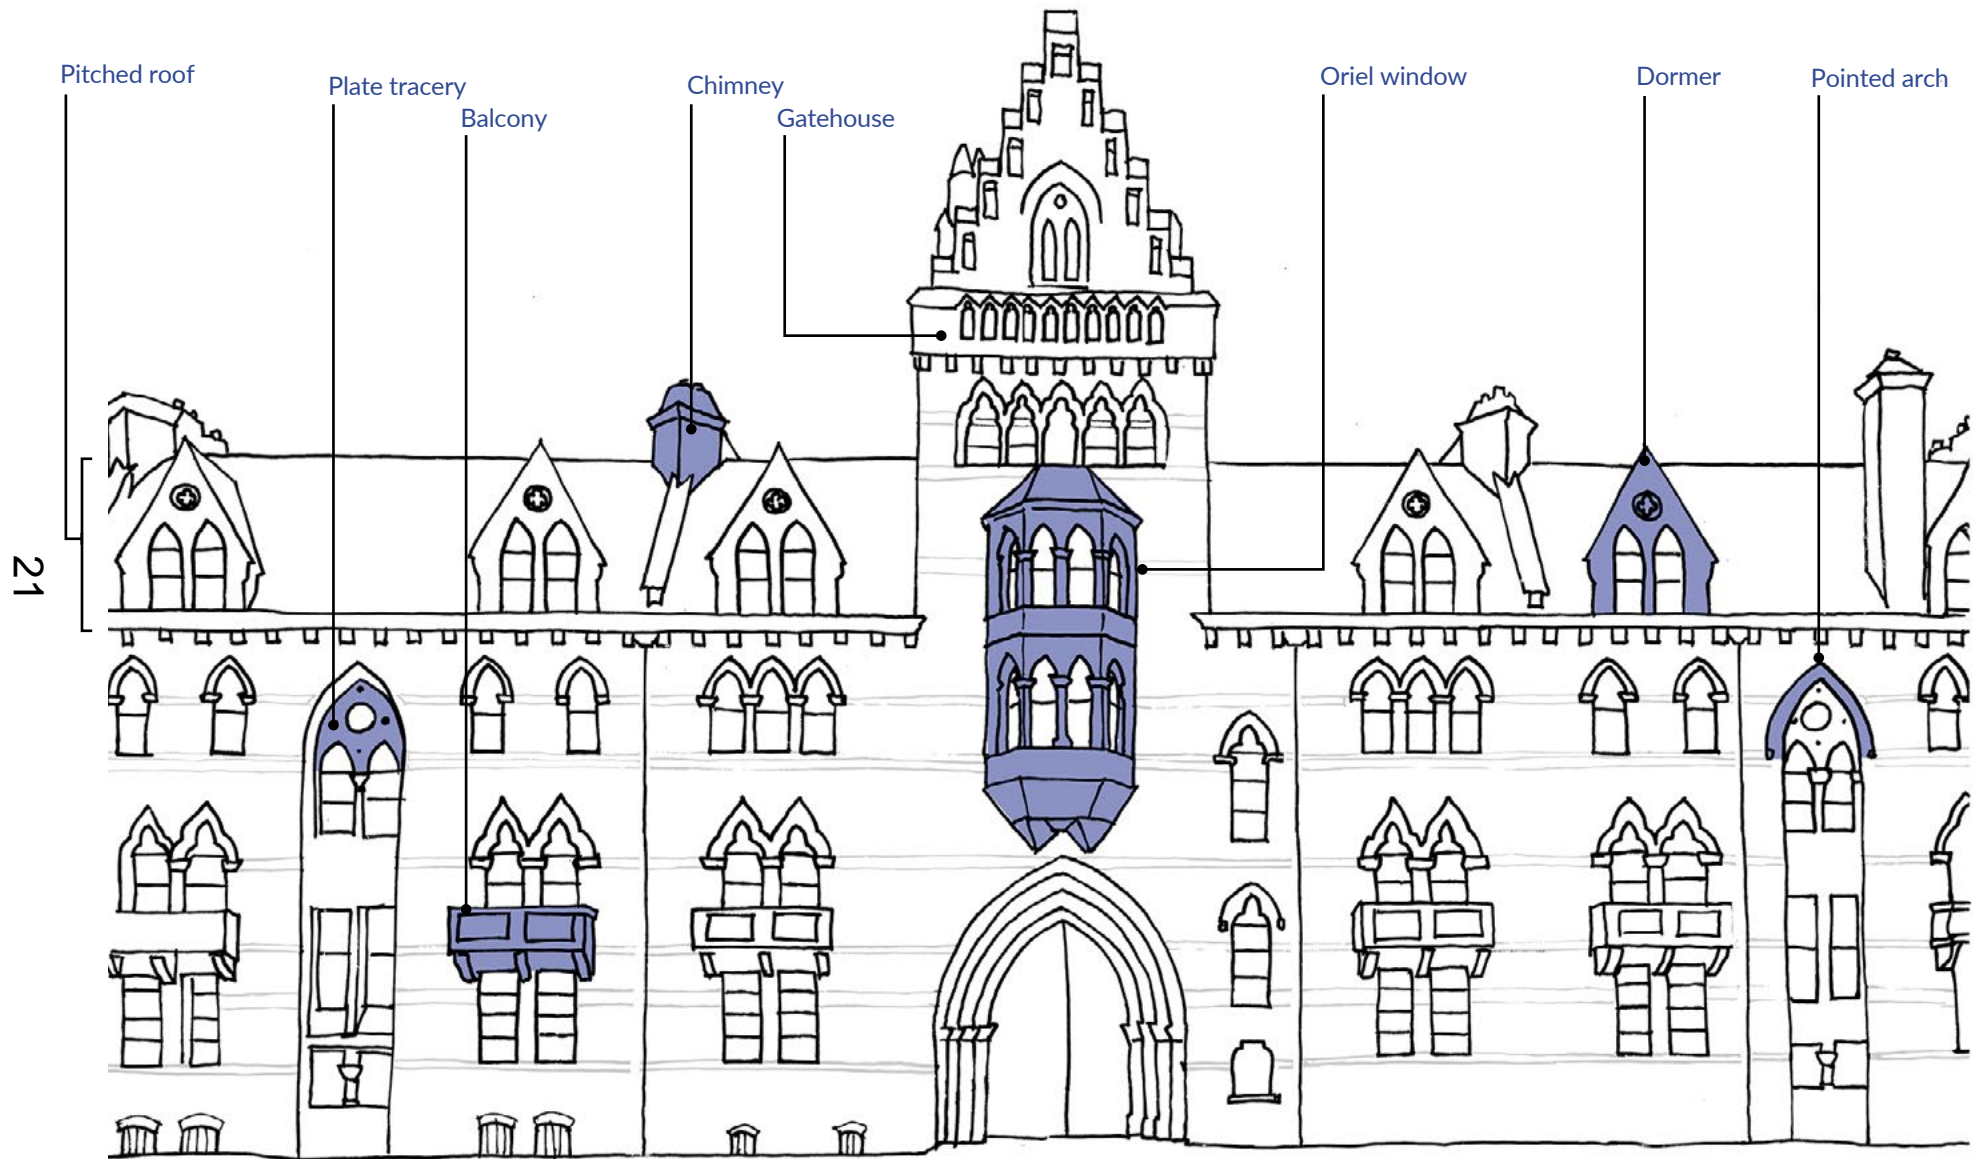 Pitched roof
Plate tracery
Balcony
Chimney
Gatehouse
Oriel window
Dormer
Pointed arch
21